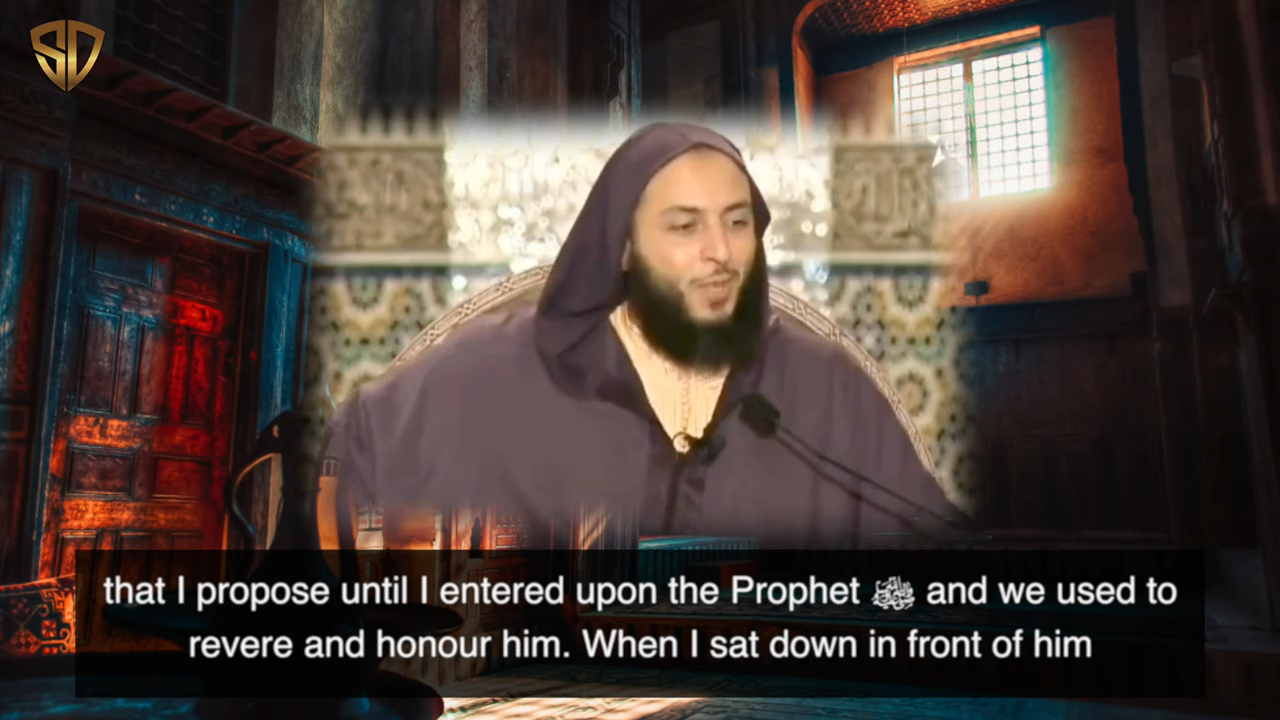 SD
that I propose until I entered upon the Prophet ﷺ and we used to
revere and honour him. When I sat down in front of him